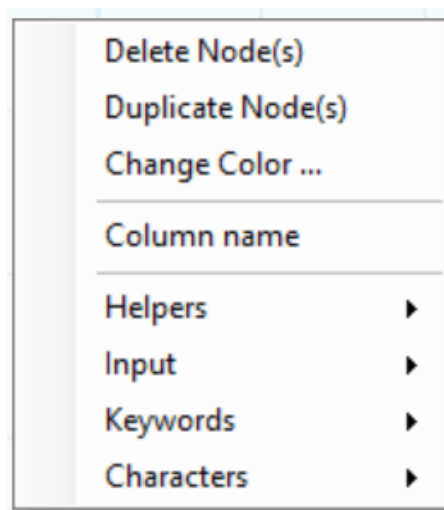 Delete Node(s)
Duplicate Node(s)
Change Color ...
Column name
Helpers
Input
Keywords
Characters